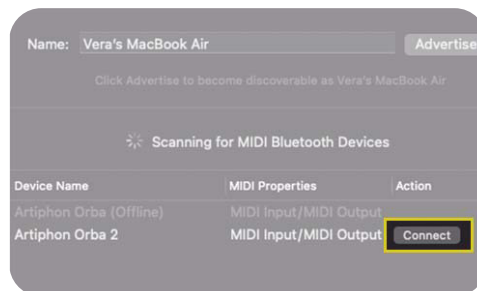 Name: Vera's MacBook Air Advertise
Click Advertise to become discoverable as Vera's MacBook Air
Scanning for MIDI Bluetooth Devices
Device Name MIDI Properties Action
Artiphon Orba (Offline) MIDI Input/MIDI Output
Artiphon Orba 2 MIDI Input/MIDI Output Connect